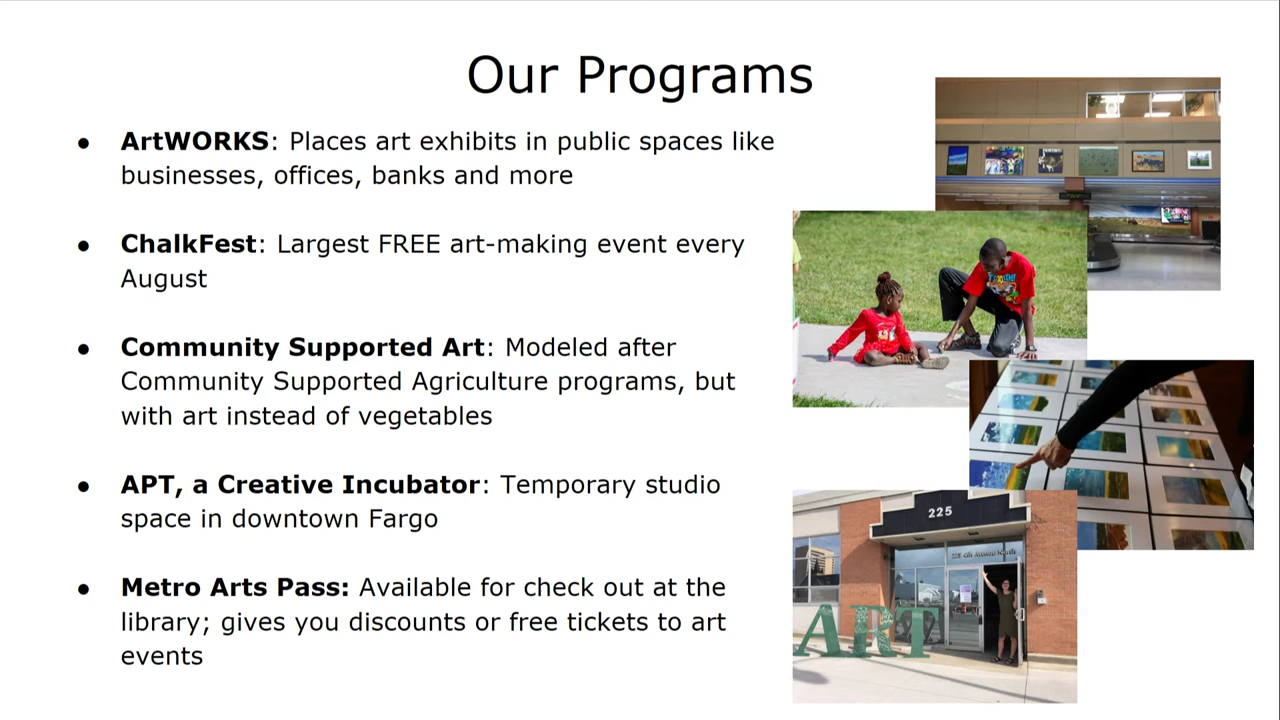 Our Programs
● ArtWORKS: Places art exhibits in public spaces like
businesses, offices, banks and more
● ChalkFest: Largest FREE art-making event every
August
● Community Supported Art: Modeled after
Community Supported Agriculture programs, but
with art instead of vegetables
● APT, a Creative Incubator: Temporary studio
space in downtown Fargo
● Metro Arts Pass: Available for check out at the
library; gives you discounts or free tickets to art
events
225
ART